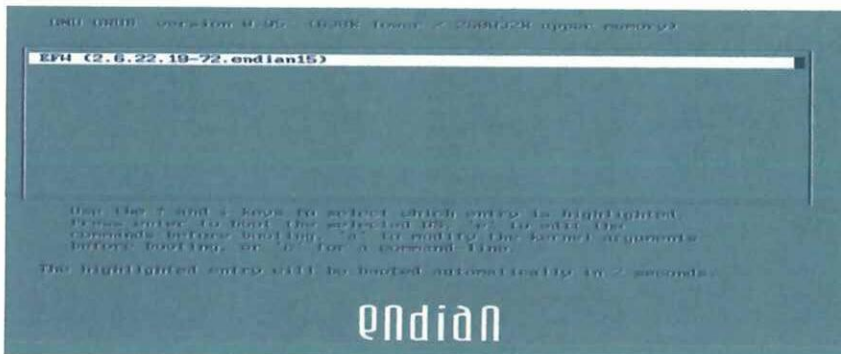 GNU GRUB version 0.95 (638K lower / upper memory)
EFW (2.6.22.19-72.endian15)
Use the ↑ and ↓ keys to select which entry is highlighted.
Press enter to boot the selected OS, 'e' to edit the
commands before booting, 'a' to modify the kernel arguments
before booting, or 'c' for a command-line.
The highlighted entry will be booted automatically in 2 seconds.
endian